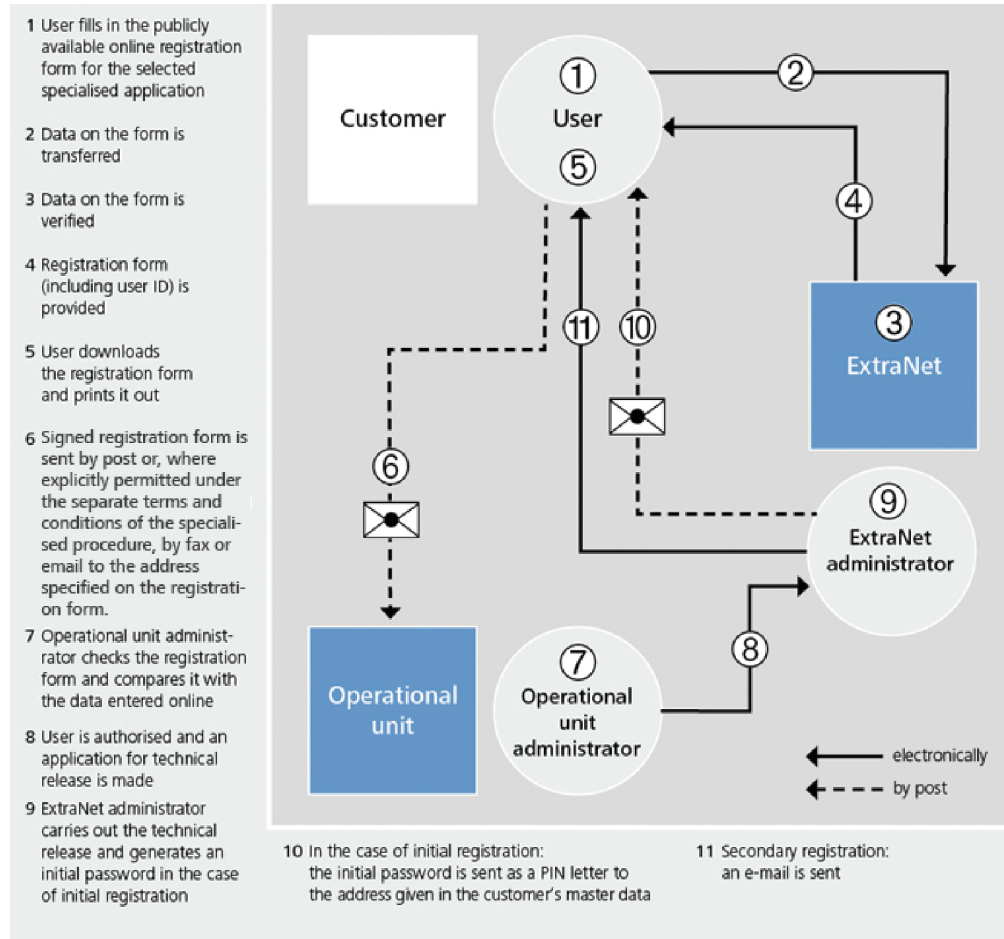 1 User fills in the publicly
available online registration
form for the selected
specialised application
2 Data on the form is
transferred
3 Data on the form is
verified
4 Registration form
(including user ID) is
provided
5 User downloads
the registration form
and prints it out
6 Signed registration form is
sent by post or, where
explicitly permitted under
the separate terms and
conditions of the speciali-
sed procedure, by fax or
email to the address
specified on the registrati-
on form.
7 Operational unit administ-
rator checks the registration
form and compares it with
the data entered online
8 User is authorised and an
application for technical
release is made
9 ExtraNet administrator
carries out the technical
release and generates an
initial password in the case
of initial registration
Customer
1
User
5
2
4
3
ExtraNet
11
10
6
9
ExtraNet
administrator
Operational
unit
7
Operational
unit
administrator
8
electronically
by post
10 In the case of initial registration:
the initial password is sent as a PIN letter to
the address given in the customer's master data
11 Secondary registration:
an e-mail is sent